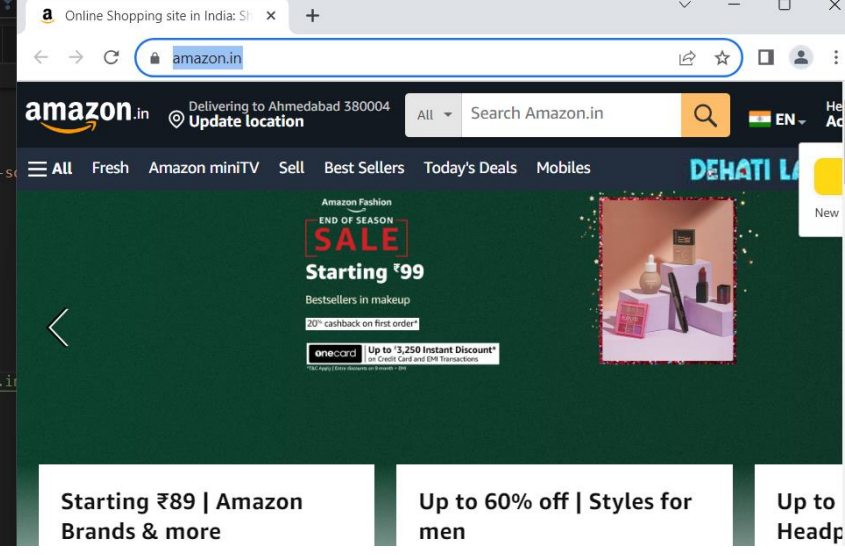 a Online Shopping site in India: Sh
amazon.in
amazon.in
Delivering to Ahmedabad 380004
Update location
All
Search Amazon.in
EN
He
Ac
All Fresh Amazon miniTV Sell Best Sellers Today's Deals Mobiles
DEHATI LA
New
Amazon Fashion
END OF SEASON
SALE
Starting ₹99
Bestsellers in makeup
20% cashback on first order*
onecard
Up to ₹3,250 Instant Discount*
on Credit Card and EMI Transactions
Starting ₹89 | Amazon
Brands & more
Up to 60% off | Styles for
men
Up to
Headp